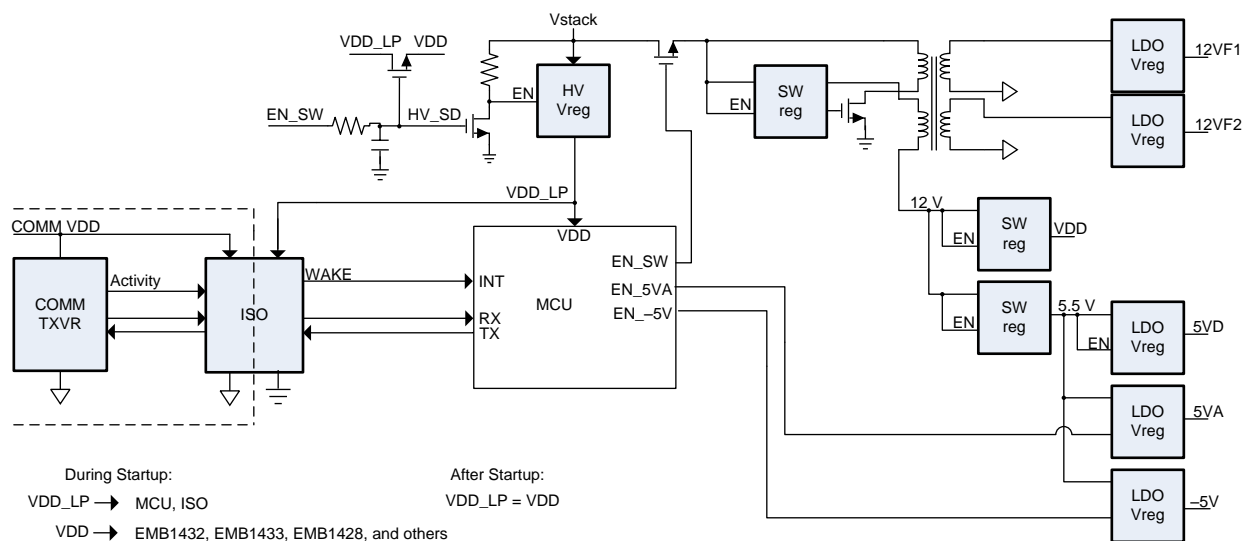 Vstack
VDD_LP
VDD
EN_SW
HV_SD
EN
HV
Vreg
EN
SW
reg
LDO
Vreg
12VF1
LDO
Vreg
12VF2
VDD_LP
COMM VDD
COMM
TXVR
Activity
ISO
WAKE
VDD
INT
RX
TX
MCU
EN_SW
EN_5VA
EN_–5V
12 V
EN
SW
reg
VDD
EN
SW
reg
5.5 V
EN
LDO
Vreg
5VD
LDO
Vreg
5VA
LDO
Vreg
–5V
During Startup:
VDD_LP MCU, ISO
VDD EMB1432, EMB1433, EMB1428, and others
After Startup:
VDD_LP = VDD